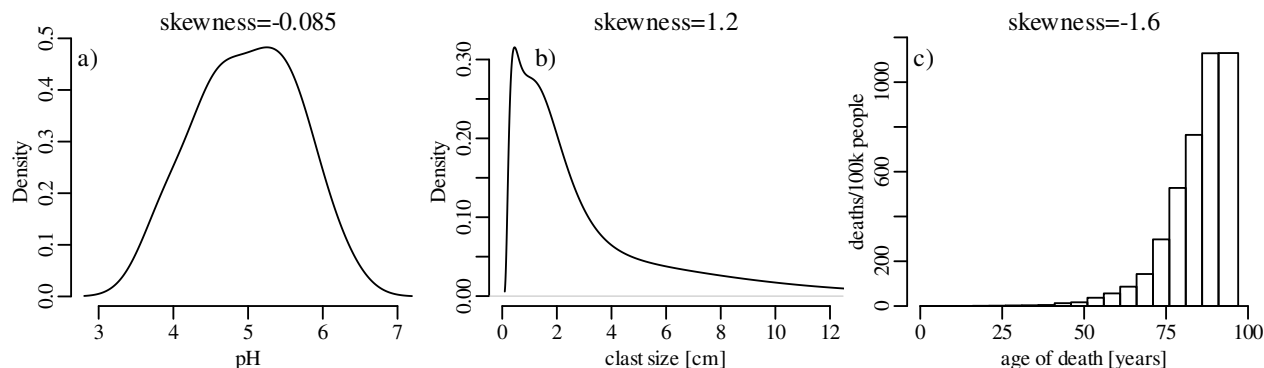 skewness=-0.085
a)
Density
0.0 0.1 0.2 0.3 0.4 0.5
3 4 5 6 7
pH
skewness=1.2
b)
Density
0.00 0.10 0.20 0.30
0 2 4 6 8 10 12
clast size [cm]
skewness=-1.6
c)
deaths/100k people
0 200 600 1000
0 25 50 75 100
age of death [years]